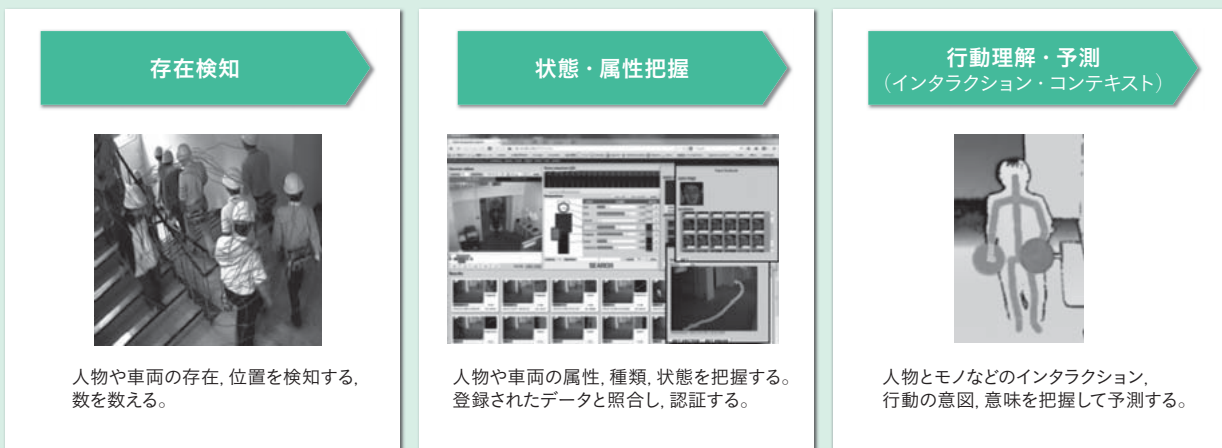 存在検知
人物や車両の存在, 位置を検知する,
数を数える。
状態・属性把握
SEARCH
人物や車両の属性, 種類, 状態を把握する。
登録されたデータと照合し, 認証する。
行動理解・予測
（インタラクション・コンテキスト）
人物とモノなどのインタラクション,
行動の意図, 意味を把握して予測する。